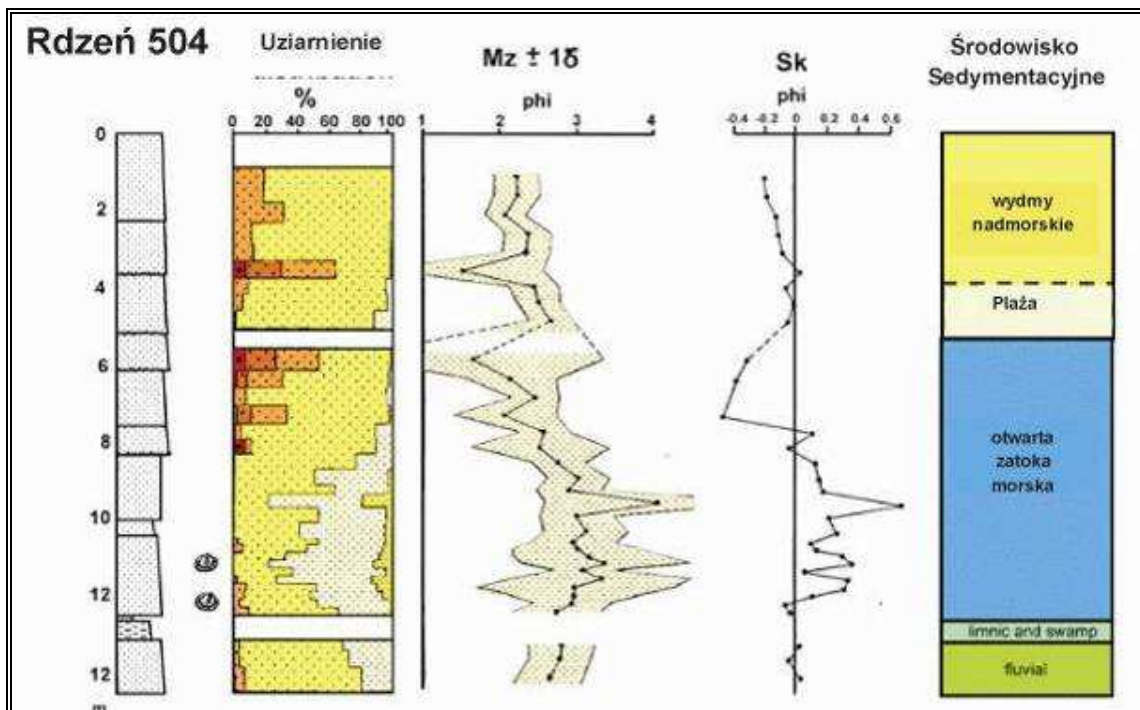 Rdzeń 504
Uziarnienie
%
0 20 40 60 80 100
Mz ± 1δ
phi
1 2 3 4
Sk
phi
-0.4 -0.2 0 0.2 0.4 0.6
Środowisko
Sedymentacyjne
0
2
4
6
8
10
12
12
m
wydmy
nadmorskie
Plaża
otwarta
zatoka
morska
limnic and swamp
fluvial